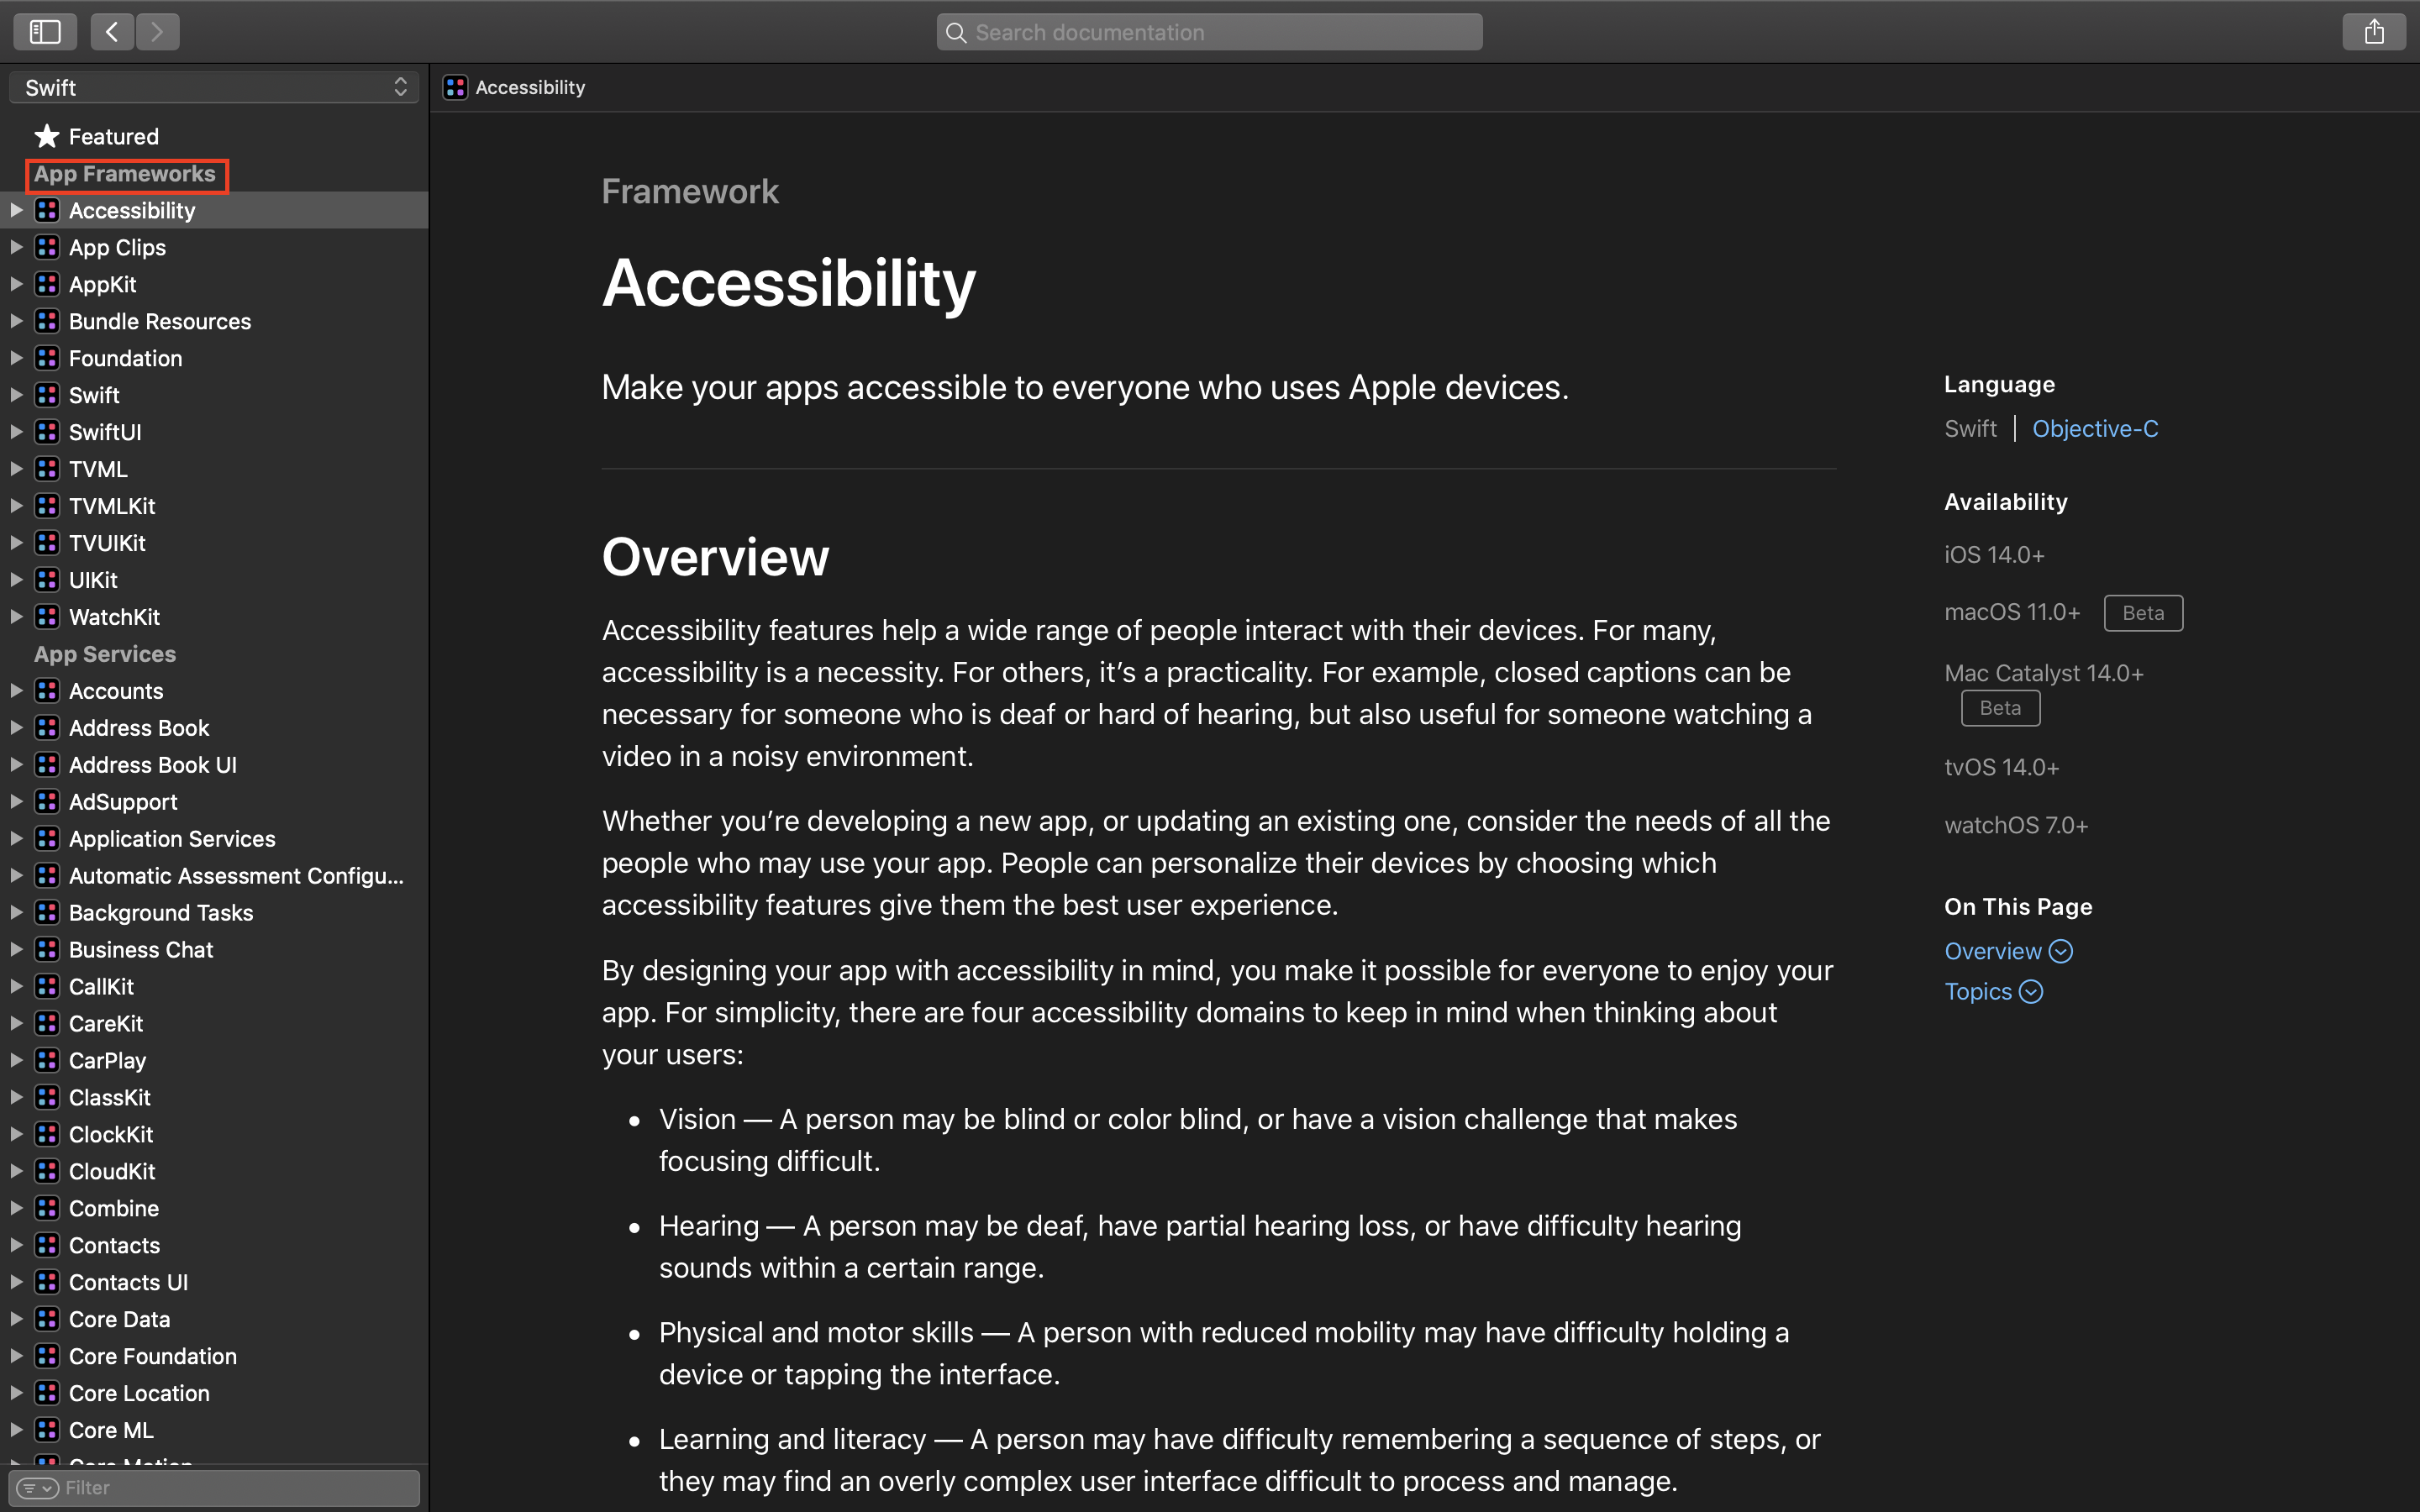 Search documentation
Swift
Featured
App Frameworks
Accessibility
App Clips
AppKit
Bundle Resources
Foundation
Swift
SwiftUI
TVML
TVMLKit
TVUIKit
UIKit
WatchKit
App Services
Accounts
Address Book
Address Book UI
AdSupport
Application Services
Automatic Assessment Configu...
Background Tasks
Business Chat
CallKit
CareKit
CarPlay
ClassKit
ClockKit
CloudKit
Combine
Contacts
Contacts UI
Core Data
Core Foundation
Core Location
Core ML
Core Motion
Filter
Accessibility
Framework
Accessibility
Make your apps accessible to everyone who uses Apple devices.
Overview
Accessibility features help a wide range of people interact with their devices. For many,
accessibility is a necessity. For others, it’s a practicality. For example, closed captions can be
necessary for someone who is deaf or hard of hearing, but also useful for someone watching a
video in a noisy environment.
Whether you’re developing a new app, or updating an existing one, consider the needs of all the
people who may use your app. People can personalize their devices by choosing which
accessibility features give them the best user experience.
By designing your app with accessibility in mind, you make it possible for everyone to enjoy your
app. For simplicity, there are four accessibility domains to keep in mind when thinking about
your users:
• Vision — A person may be blind or color blind, or have a vision challenge that makes
focusing difficult.
• Hearing — A person may be deaf, have partial hearing loss, or have difficulty hearing
sounds within a certain range.
• Physical and motor skills — A person with reduced mobility may have difficulty holding a
device or tapping the interface.
• Learning and literacy — A person may have difficulty remembering a sequence of steps, or
they may find an overly complex user interface difficult to process and manage.
Language
Swift | Objective-C
Availability
iOS 14.0+
macOS 11.0+ Beta
Mac Catalyst 14.0+
Beta
tvOS 14.0+
watchOS 7.0+
On This Page
Overview
Topics